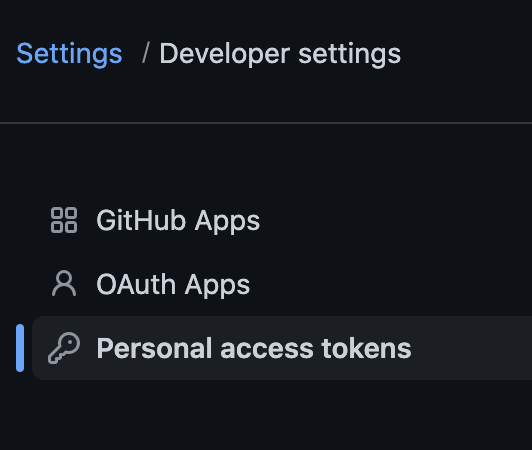 Settings / Developer settings
GitHub Apps
OAuth Apps
Personal access tokens